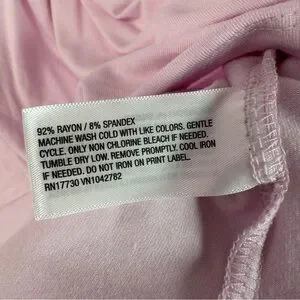 92% RAYON / 8% SPANDEX
MACHINE WASH COLD WITH LIKE COLORS. GENTLE
CYCLE. ONLY NON CHLORINE BLEACH IF NEEDED.
TUMBLE DRY LOW. REMOVE PROMPTLY. COOL IRON
IF NEEDED. DO NOT IRON ON PRINT LABEL.
RN17730 VN1042782